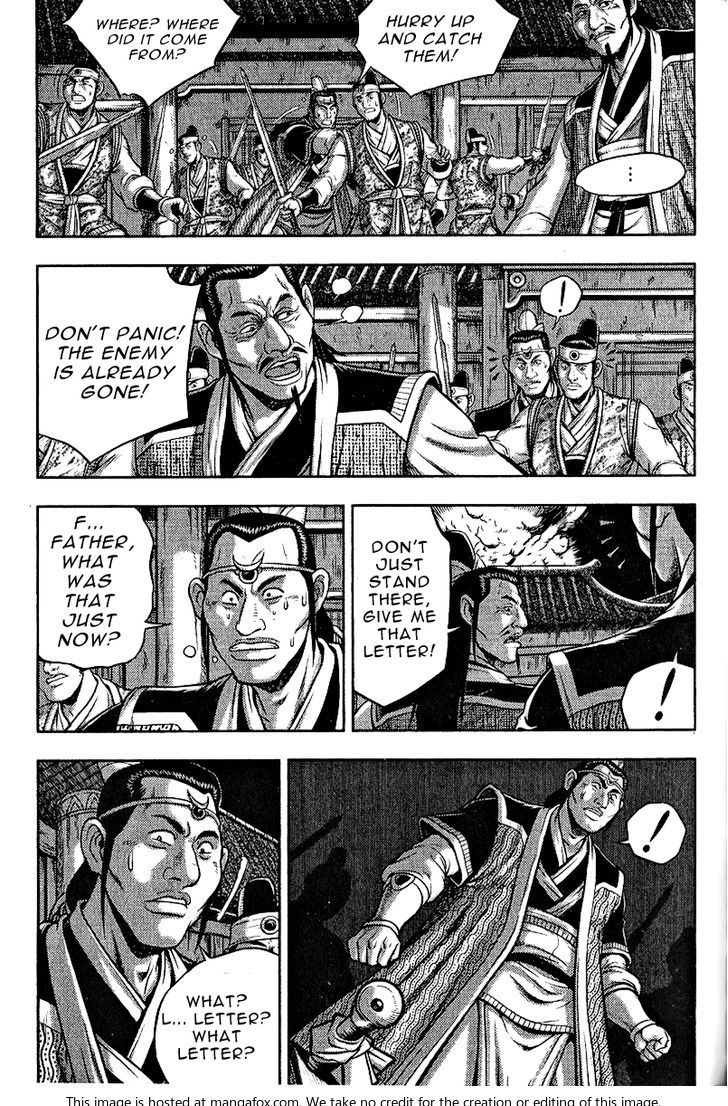 WHERE? WHERE
DID IT COME
FROM?
HURRY UP
AND CATCH
THEM!
...
DON'T PANIC!
THE ENEMY
IS ALREADY
GONE!
!
F...
FATHER,
WHAT
WAS
THAT
JUST
NOW?
DON'T
JUST
STAND
THERE,
GIVE ME
THAT
LETTER!
!
WHAT?
L... LETTER?
WHAT
LETTER?
!
This image is hosted at mangafox.com. We take no credit for the creation or editing of this image.